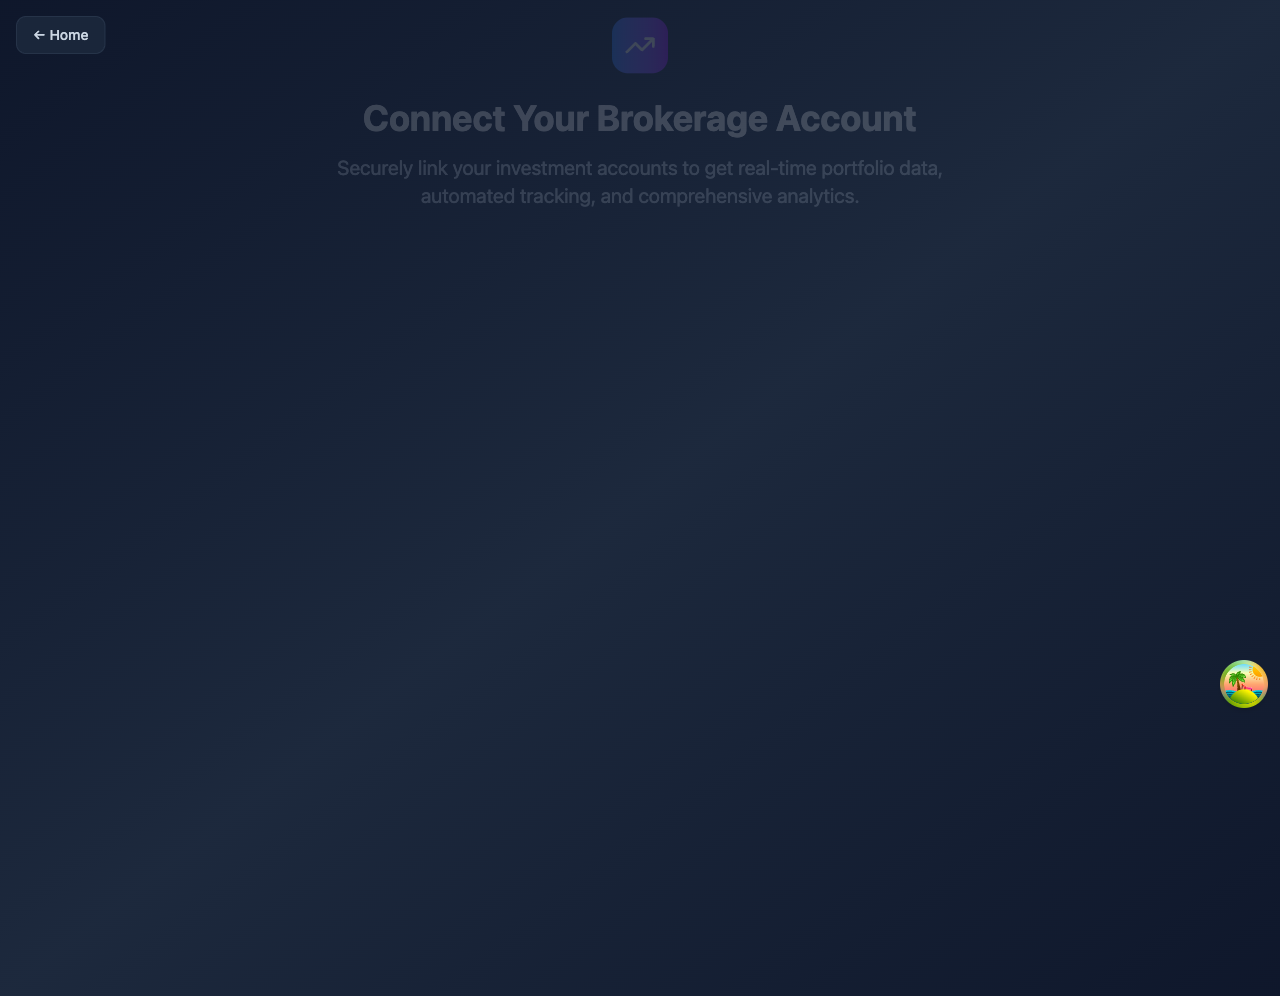 ← Home
Connect Your Brokerage Account
Securely link your investment accounts to get real-time portfolio data,
automated tracking, and comprehensive analytics.